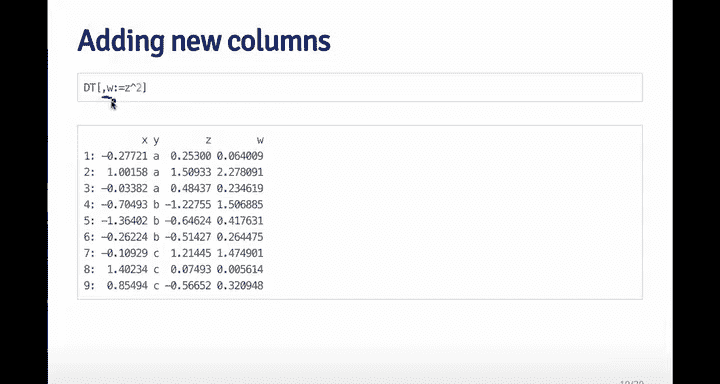 Adding new columns
DT[,w:=z^2]
x y z w
1: -0.27721 a 0.25300 0.064009
2: 1.00158 a 1.50933 2.278091
3: -0.03382 a 0.48437 0.234619
4: -0.70493 b -1.22755 1.506885
5: -1.36402 b -0.64624 0.417631
6: -0.26224 b -0.51427 0.264475
7: -0.10929 c 1.21445 1.474901
8: 1.40234 c 0.07493 0.005614
9: 0.85494 c -0.56652 0.320948